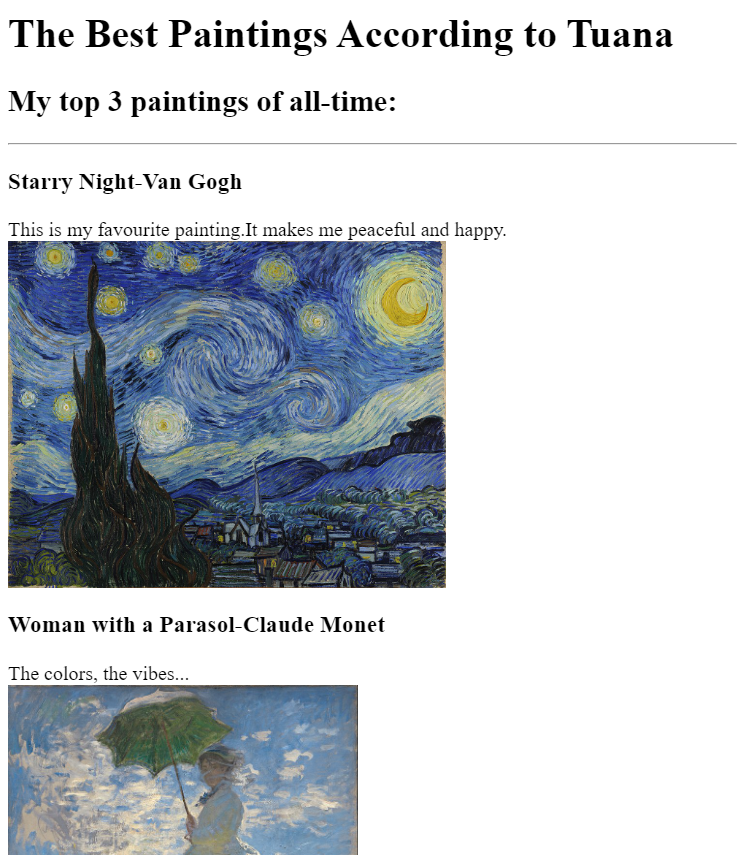 The Best Paintings According to Tuana
My top 3 paintings of all-time:
Starry Night-Van Gogh
This is my favourite painting.It makes me peaceful and happy.
Woman with a Parasol-Claude Monet
The colors, the vibes...